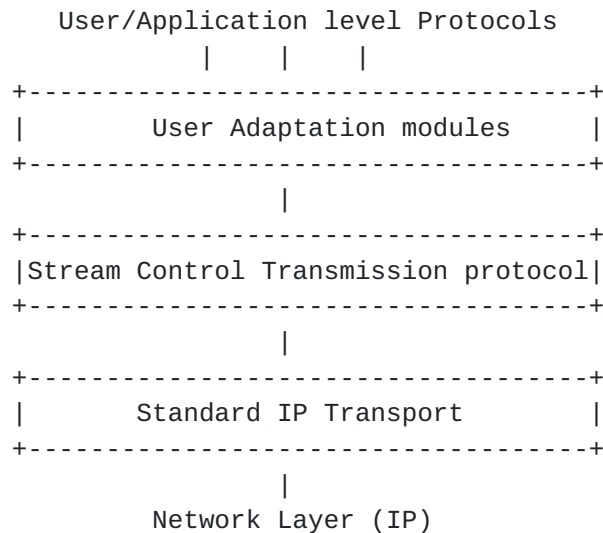 User/Application level Protocols
|    |    |
+------------------------------------+
|        User Adaptation modules     |
+------------------------------------+
|
+------------------------------------+
|Stream Control Transmission protocol|
+------------------------------------+
|
+------------------------------------+
|       Standard IP Transport        |
+------------------------------------+
|
Network Layer (IP)